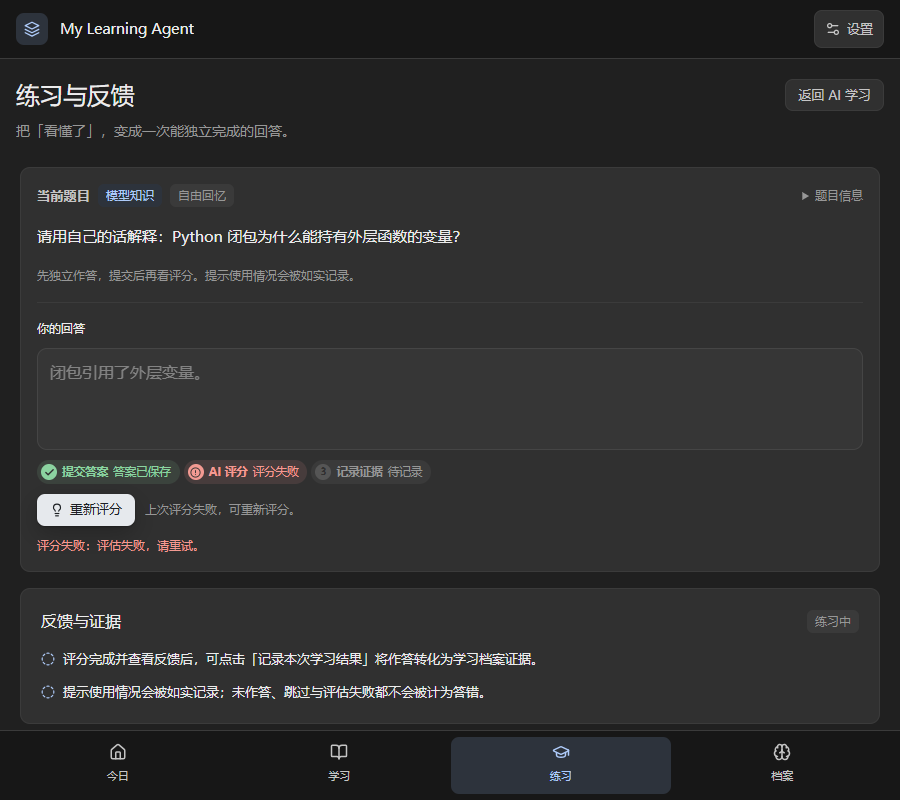 My Learning Agent
设置
练习与反馈
返回 AI 学习
把「看懂了」，变成一次能独立完成的回答。
当前题目 模型知识 自由回忆
题目信息
请用自己的话解释：Python 闭包为什么能持有外层函数的变量？
先独立作答，提交后再看评分。提示使用情况会被如实记录。
你的回答
闭包引用了外层变量。
提交答案 答案已保存 AI 评分 评分失败 3 记录证据 待记录
重新评分 上次评分失败，可重新评分。
评分失败：评估失败，请重试。
反馈与证据
练习中
评分完成并查看反馈后，可点击「记录本次学习结果」将作答转化为学习档案证据。
提示使用情况会被如实记录；未作答、跳过与评估失败都不会被计为答错。
今日 学习 练习 档案